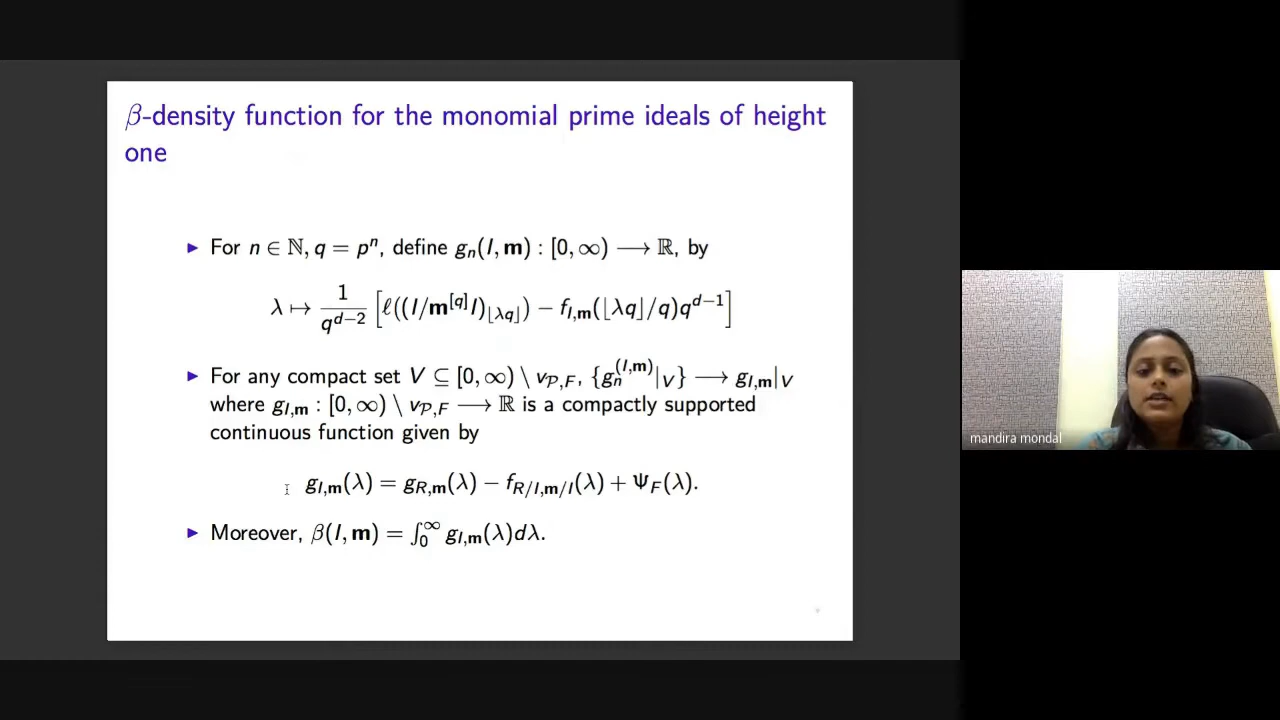 β-density function for the monomial prime ideals of height
one
▶ For n ∈ ℕ, q = pⁿ, define gₙ(I, m) : [0, ∞) ⟶ ℝ, by
λ ↦ 1/q^{d−2} [ℓ((I/m^{[q]}I)_{⌊λq⌋}) − f_{I,m}(⌊λq⌋/q)q^{d−1}]
▶ For any compact set V ⊆ [0, ∞) \ v_{𝒫,F}, {g_n^{(I,m)}|_V} ⟶ g_{I,m}|_V
where g_{I,m} : [0, ∞) \ v_{𝒫,F} ⟶ ℝ is a compactly supported
continuous function given by
g_{I,m}(λ) = g_{R,m}(λ) − f_{R/I,m/I}(λ) + Ψ_F(λ).
▶ Moreover, β(I, m) = ∫_0^∞ g_{I,m}(λ)dλ.
mandira mondal